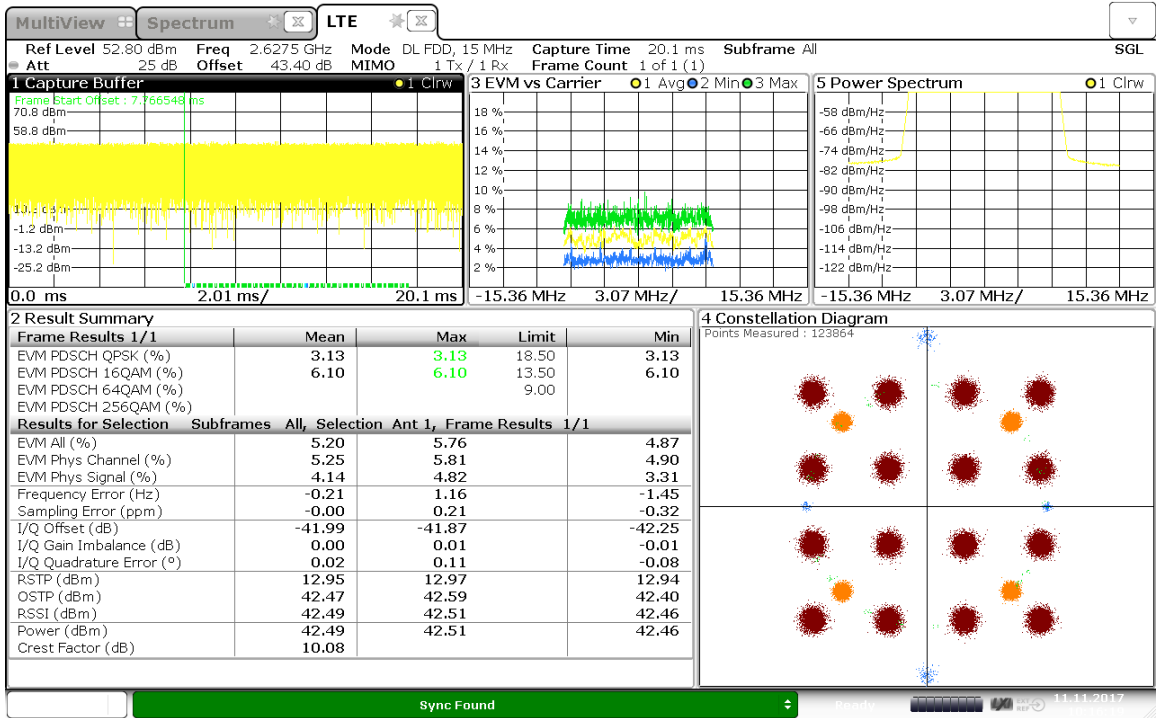 MultiView Spectrum LTE
Ref Level 52.80 dBm Freq 2.6275 GHz Mode DL FDD, 15 MHz Capture Time 20.1 ms Subframe All SGL
Att 25 dB Offset 43.40 dB MIMO 1 Tx / 1 Rx Frame Count 1 of 1 (1)
1 Capture Buffer 1 Clrw
Frame Start Offset : 7.766548 ms
70.8 dBm
58.8 dBm
-1.2 dBm
-13.2 dBm
-25.2 dBm
0.0 ms 2.01 ms/ 20.1 ms
3 EVM vs Carrier 1 Avg 2 Min 3 Max
18 %
16 %
14 %
12 %
10 %
8 %
6 %
4 %
2 %
-15.36 MHz 3.07 MHz/ 15.36 MHz
5 Power Spectrum 1 Clrw
-58 dBm/Hz
-66 dBm/Hz
-74 dBm/Hz
-82 dBm/Hz
-90 dBm/Hz
-98 dBm/Hz
-106 dBm/Hz
-114 dBm/Hz
-122 dBm/Hz
-15.36 MHz 3.07 MHz/ 15.36 MHz
2 Result Summary
Frame Results 1/1 Mean Max Limit Min
EVM PDSCH QPSK (%) 3.13 3.13 18.50 3.13
EVM PDSCH 16QAM (%) 6.10 6.10 13.50 6.10
EVM PDSCH 64QAM (%) 9.00
EVM PDSCH 256QAM (%)
Results for Selection Subframes All, Selection Ant 1, Frame Results 1/1
EVM All (%) 5.20 5.76 4.87
EVM Phys Channel (%) 5.25 5.81 4.90
EVM Phys Signal (%) 4.14 4.82 3.31
Frequency Error (Hz) -0.21 1.16 -1.45
Sampling Error (ppm) -0.00 0.21 -0.32
I/Q Offset (dB) -41.99 -41.87 -42.25
I/Q Gain Imbalance (dB) 0.00 0.01 -0.01
I/Q Quadrature Error (°) 0.02 0.11 -0.08
RSTP (dBm) 12.95 12.97 12.94
OSTP (dBm) 42.47 42.59 42.40
RSSI (dBm) 42.49 42.51 42.46
Power (dBm) 42.49 42.51 42.46
Crest Factor (dB) 10.08
4 Constellation Diagram
Points Measured : 123864
Sync Found
Ready
LXI EXT REF 11.11.2017